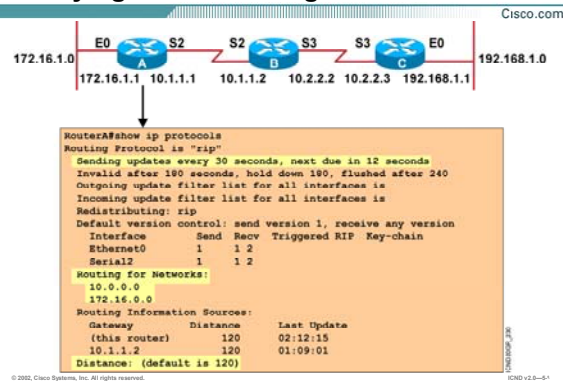 Cisco.com
E0 S2 S2 S3 S3 E0
172.16.1.0 A B C 192.168.1.0
172.16.1.1 10.1.1.1 10.1.1.2 10.2.2.2 10.2.2.3 192.168.1.1
RouterA#show ip protocols
Routing Protocol is "rip"
Sending updates every 30 seconds, next due in 12 seconds
Invalid after 180 seconds, hold down 180, flushed after 240
Outgoing update filter list for all interfaces is
Incoming update filter list for all interfaces is
Redistributing: rip
Default version control: send version 1, receive any version
Interface Send Recv Triggered RIP Key-chain
Ethernet0 1 1 2
Serial2 1 1 2
Routing for Networks:
10.0.0.0
172.16.0.0
Routing Information Sources:
Gateway Distance Last Update
(this router) 120 02:12:15
10.1.1.2 120 01:09:01
Distance: (default is 120)
© 2002, Cisco Systems, Inc. All rights reserved.